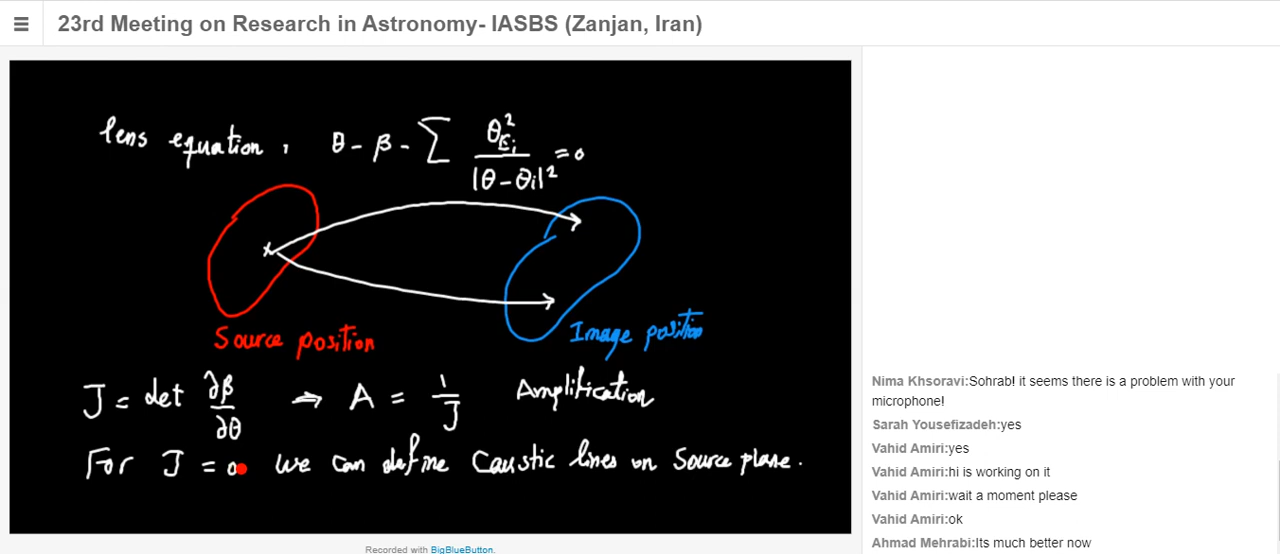 ☰ 23rd Meeting on Research in Astronomy- IASBS (Zanjan, Iran)
lens equation, θ - β - Σ θ²Ei / |θ - θi|² = 0
Source position
Image position
J = det ∂β/∂θ ⇒ A = 1/J Amplification
For J = 0 we can define Caustic lines on Source plane.
Recorded with BigBlueButton.
Nima Khsoravi:Sohrab! it seems there is a problem with your
microphone!
Sarah Yousefizadeh:yes
Vahid Amiri:yes
Vahid Amiri:hi is working on it
Vahid Amiri:wait a moment please
Vahid Amiri:ok
Ahmad Mehrabi:Its much better now